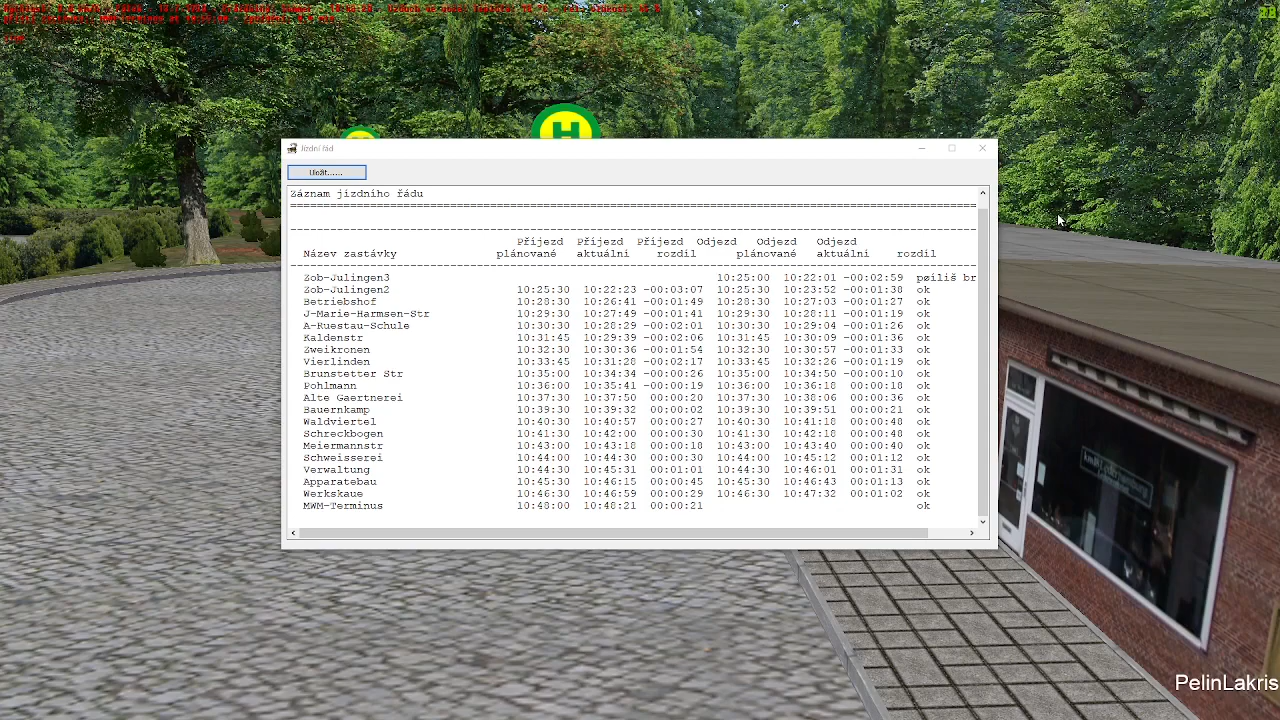 28
H
Jízdní řád
Uložit......
Záznam jízdního řádu
Příjezd Příjezd Příjezd Odjezd Odjezd Odjezd
Název zastávky plánované aktuální rozdíl plánované aktuální rozdíl
Zob-Julingen3 10:25:00 10:22:01 -00:02:59 pøíliš br
Zob-Julingen2 10:25:30 10:22:23 -00:03:07 10:25:30 10:23:52 -00:01:38 ok
Betriebshof 10:28:30 10:26:41 -00:01:49 10:28:30 10:27:03 -00:01:27 ok
J-Marie-Harmsen-Str 10:29:30 10:27:49 -00:01:41 10:29:30 10:28:11 -00:01:19 ok
A-Ruestau-Schule 10:30:30 10:28:29 -00:02:01 10:30:30 10:29:04 -00:01:26 ok
Kaldenstr 10:31:45 10:29:39 -00:02:06 10:31:45 10:30:09 -00:01:36 ok
Zweikronen 10:32:30 10:30:36 -00:01:54 10:32:30 10:30:57 -00:01:33 ok
Vierlinden 10:33:45 10:31:28 -00:02:17 10:33:45 10:32:26 -00:01:19 ok
Brunstetter Str 10:35:00 10:34:34 -00:00:26 10:35:00 10:34:50 -00:00:10 ok
Pohlmann 10:36:00 10:35:41 -00:00:19 10:36:00 10:36:18 00:00:18 ok
Alte Gaertnerei 10:37:30 10:37:50 00:00:20 10:37:30 10:38:06 00:00:36 ok
Bauernkamp 10:39:30 10:39:32 00:00:02 10:39:30 10:39:51 00:00:21 ok
Waldviertel 10:40:30 10:40:57 00:00:27 10:40:30 10:41:18 00:00:48 ok
Schreckbogen 10:41:30 10:42:00 00:00:30 10:41:30 10:42:18 00:00:48 ok
Meiermannstr 10:43:00 10:43:18 00:00:18 10:43:00 10:43:40 00:00:40 ok
Schweisserei 10:44:00 10:44:30 00:00:30 10:44:00 10:45:12 00:01:12 ok
Verwaltung 10:44:30 10:45:31 00:01:01 10:44:30 10:46:01 00:01:31 ok
Apparatebau 10:45:30 10:46:15 00:00:45 10:45:30 10:46:43 00:01:13 ok
Werkskaue 10:46:30 10:46:59 00:00:29 10:46:30 10:47:32 00:01:02 ok
MWM-Terminus 10:48:00 10:48:21 00:00:21 ok
PelinLakris